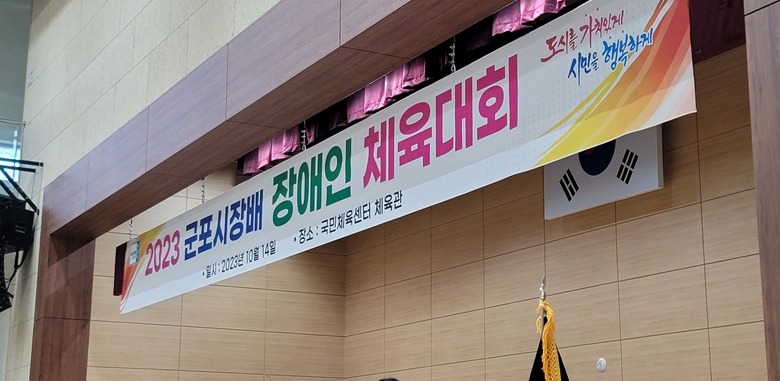 도시를 가치있게
시민을 행복하게
2023 군포시장배 장애인 체육대회
• 일시 : 2023년 10월 14일 • 장소 : 국민체육센터 체육관